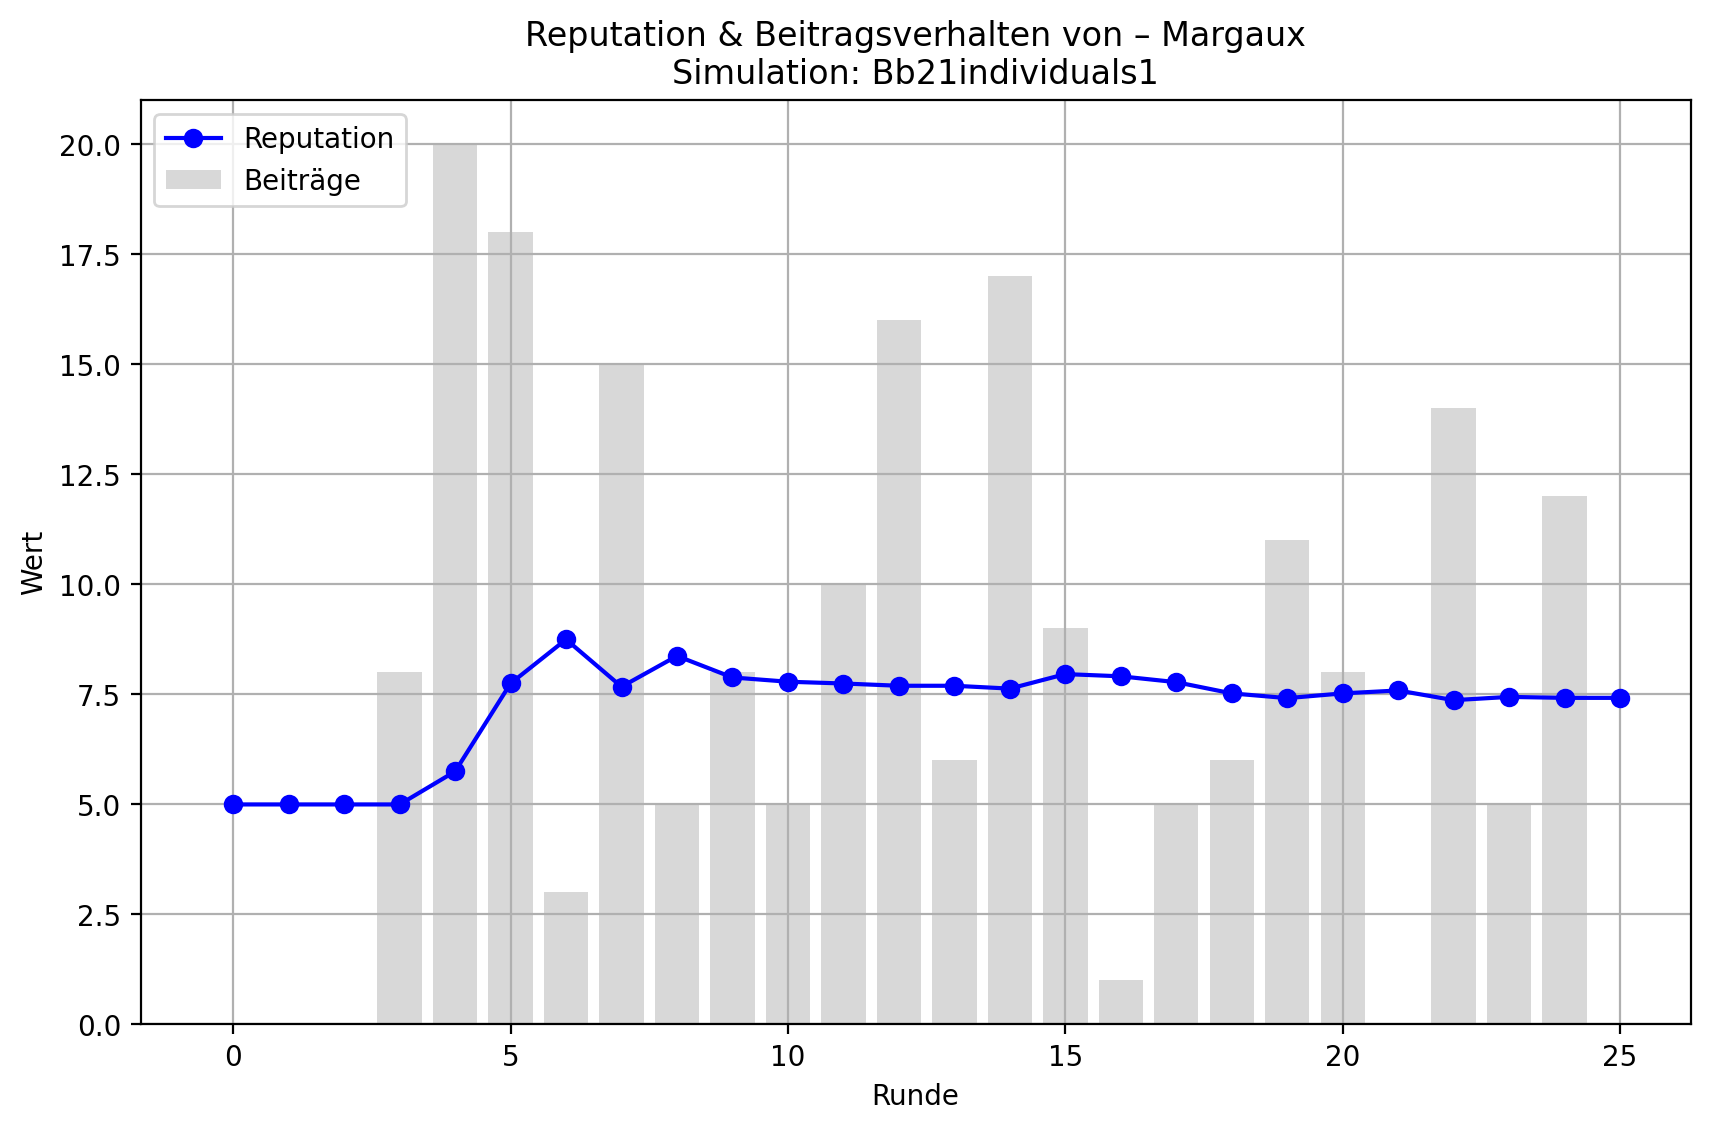 Reputation & Beitragsverhalten von – Margaux
Simulation: Bb21individuals1
Reputation
Beiträge
20.0
17.5
15.0
12.5
10.0
7.5
5.0
2.5
0.0
Wert
0 5 10 15 20 25
Runde